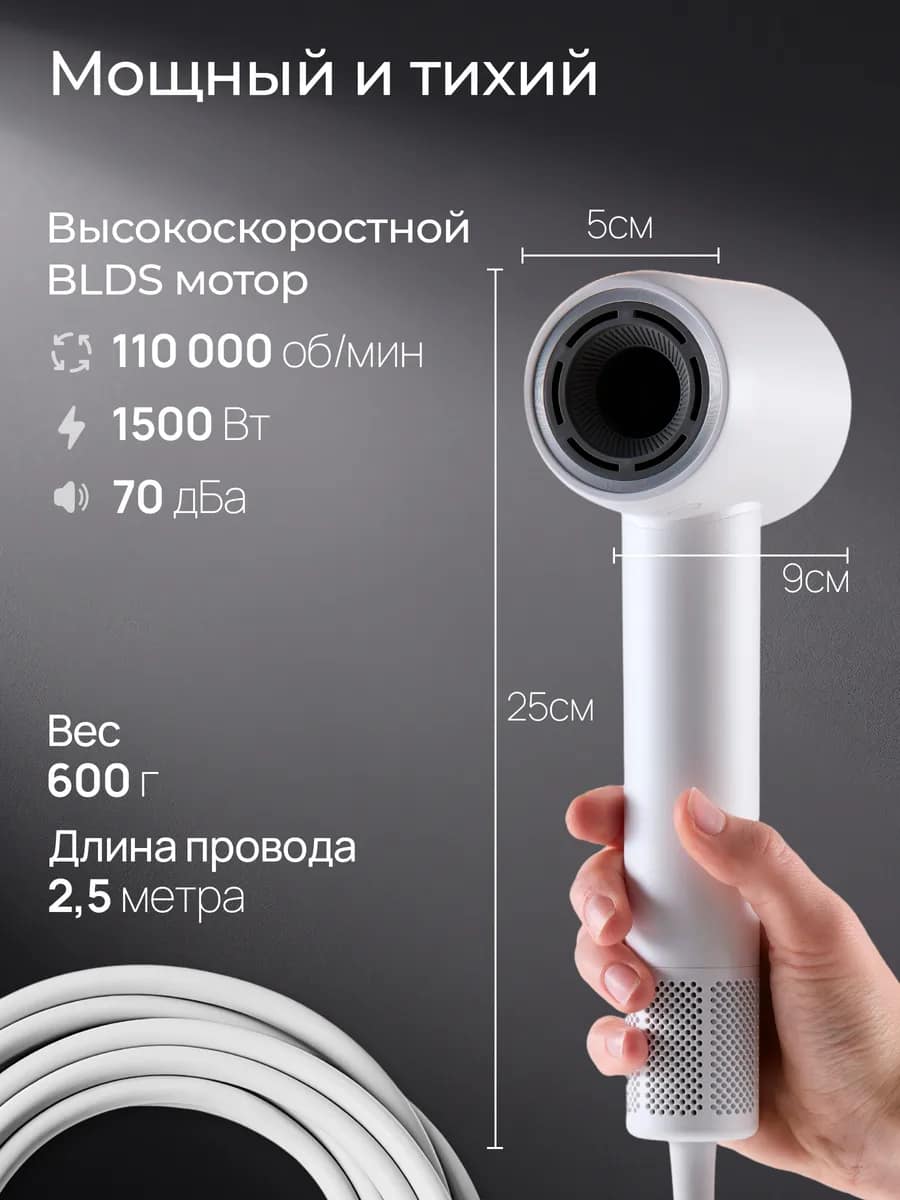 Мощный и тихий
5см
Высокоскоростной
BLDS мотор
110 000 об/мин
1500 Вт
70 дБа
9см
25см
Вес
600 г
Длина провода
2,5 метра